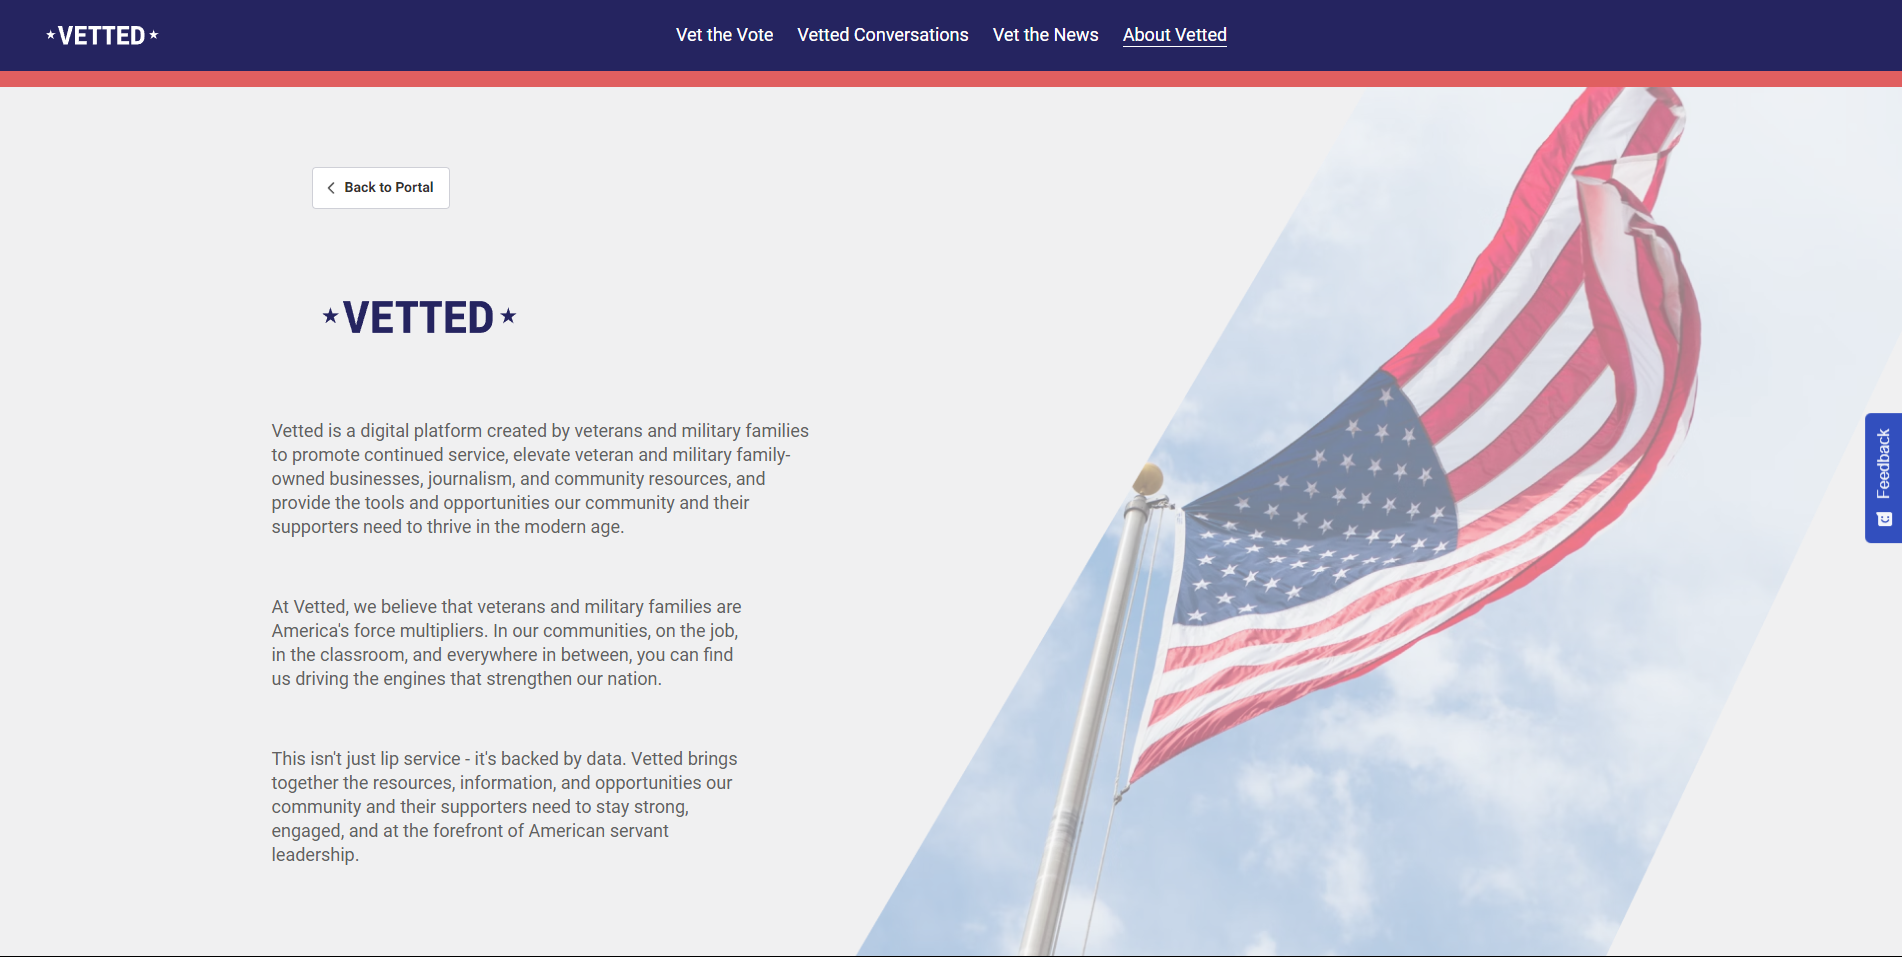 VETTED
Vet the Vote
Vetted Conversations
Vet the News
About Vetted
Back to Portal
VETTED
Vetted is a digital platform created by veterans and military families
to promote continued service, elevate veteran and military family-
owned businesses, journalism, and community resources, and
provide the tools and opportunities our community and their
supporters need to thrive in the modern age.
At Vetted, we believe that veterans and military families are
America's force multipliers. In our communities, on the job,
in the classroom, and everywhere in between, you can find
us driving the engines that strengthen our nation.
This isn't just lip service - it's backed by data. Vetted brings
together the resources, information, and opportunities our
community and their supporters need to stay strong,
engaged, and at the forefront of American servant
leadership.
Feedback